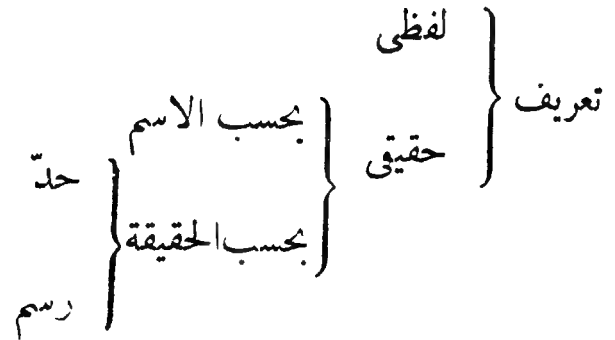 لفظى
تعريف
بحسب الاسم
حقيقى
حدّ
بحسب الحقيقة
رسم